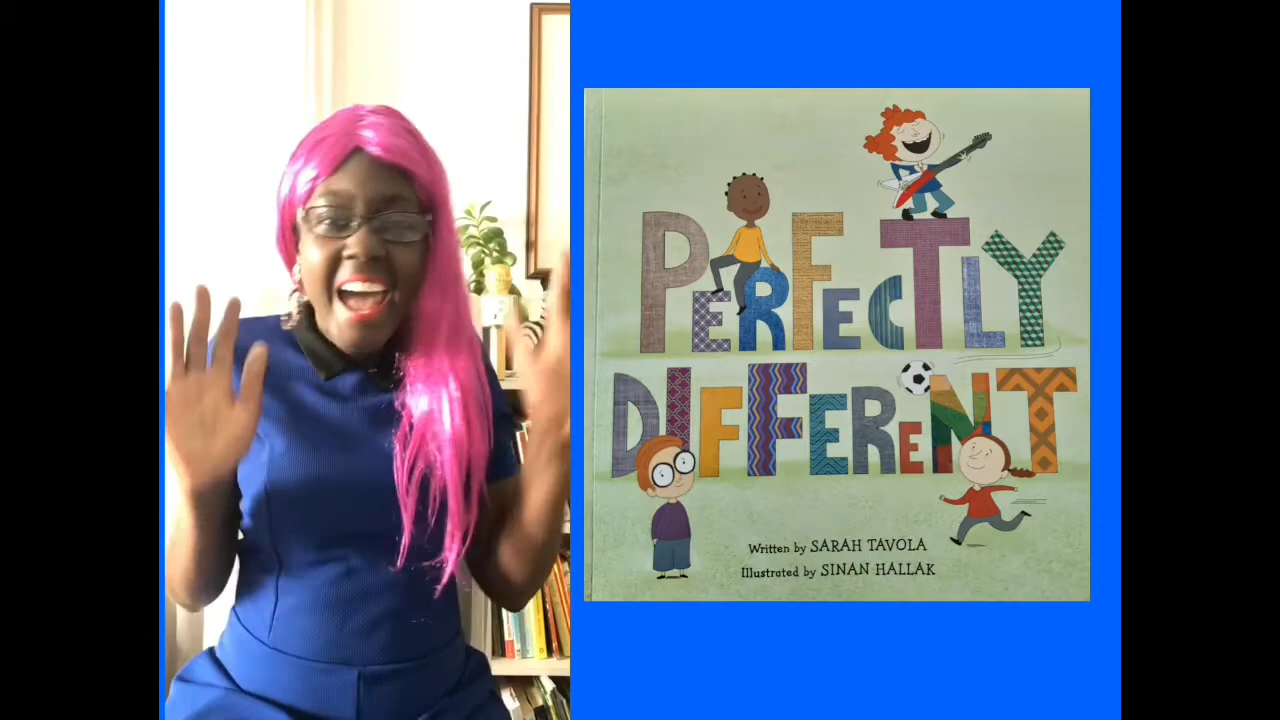 PERFECTLY
DIFFERENT
Written by SARAH TAVOLA
Illustrated by SINAN HALLAK